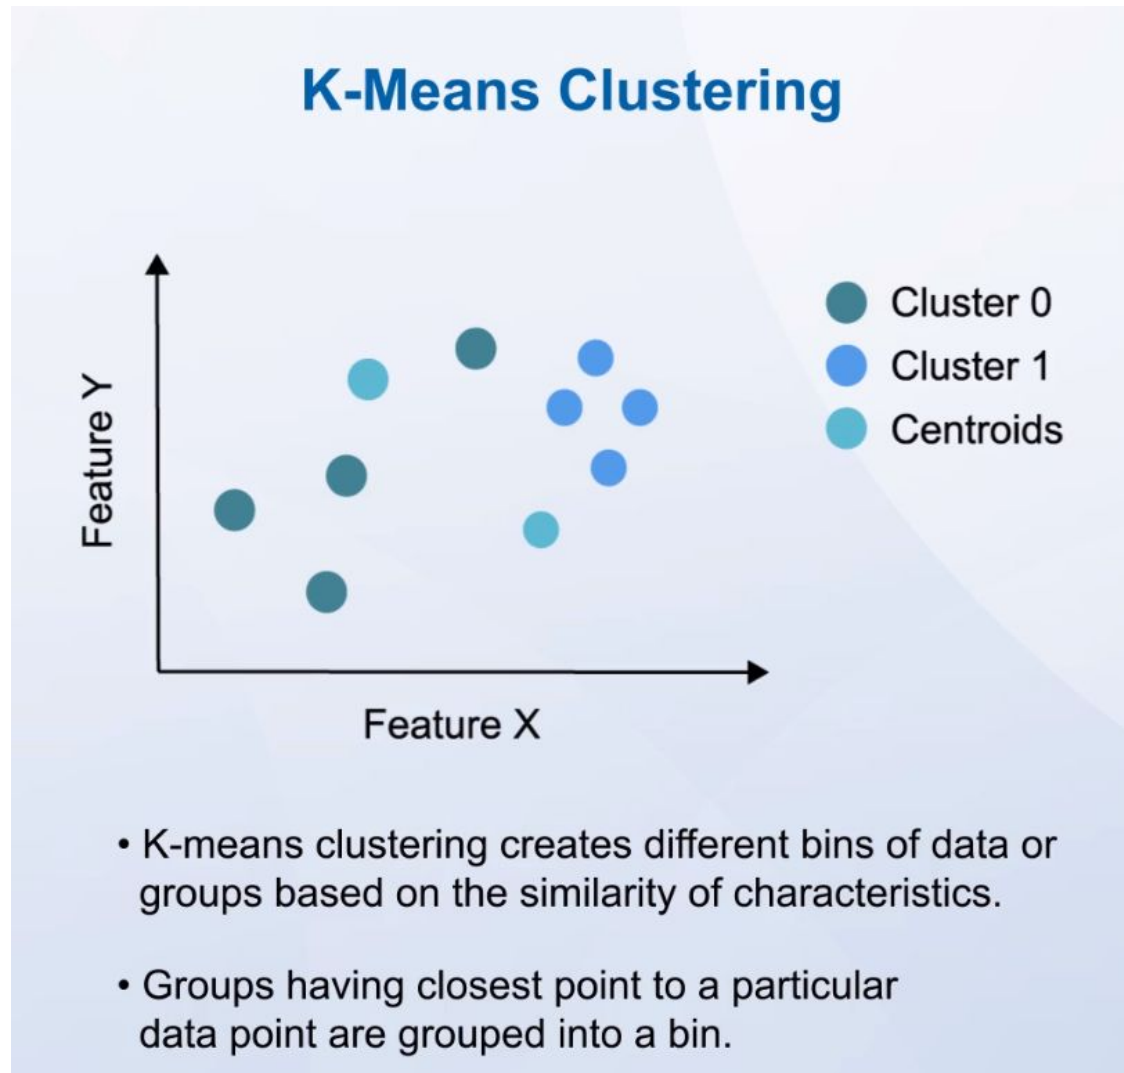 K-Means Clustering
Cluster 0
Cluster 1
Centroids
Feature Y
Feature X
• K-means clustering creates different bins of data or
groups based on the similarity of characteristics.
• Groups having closest point to a particular
data point are grouped into a bin.